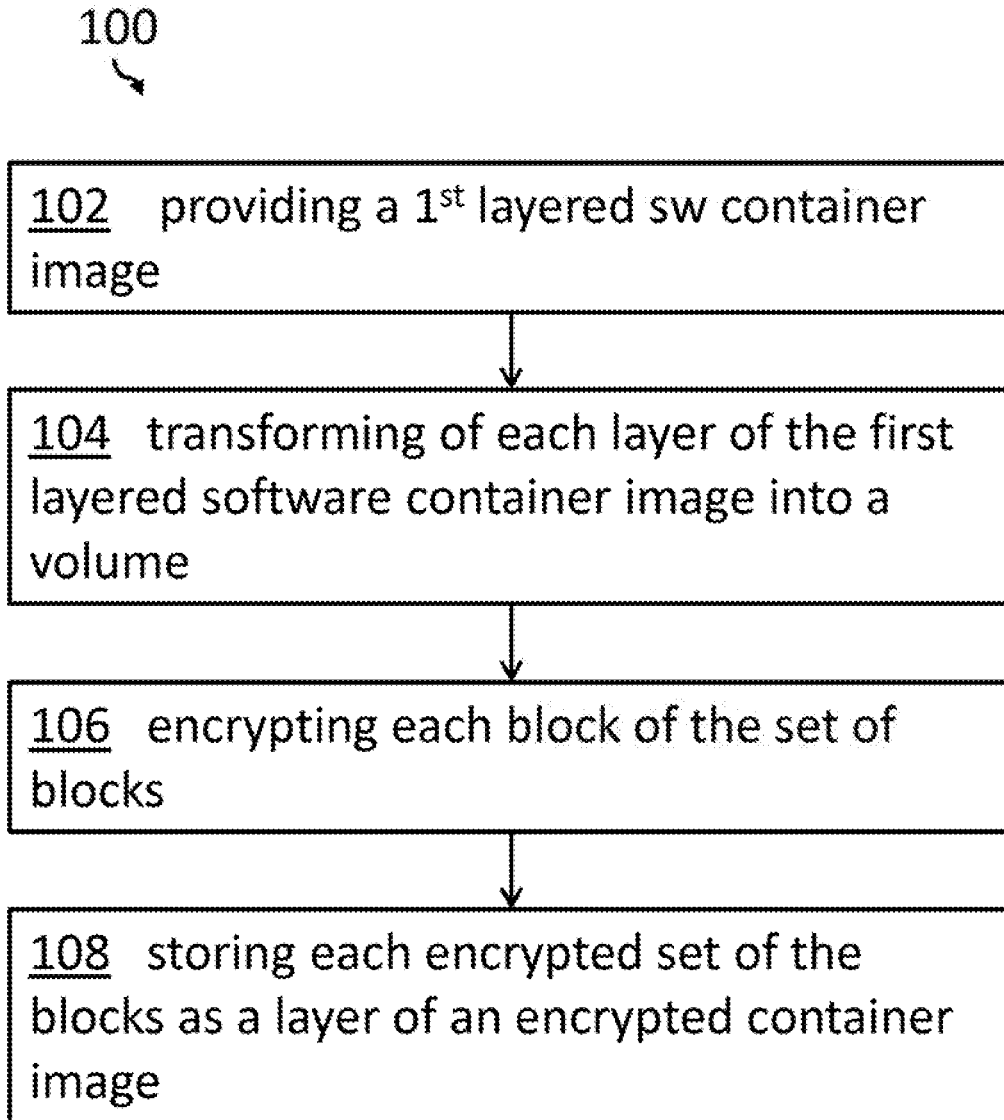 100
102 providing a 1st layered sw container
image
104 transforming of each layer of the first
layered software container image into a
volume
106 encrypting each block of the set of
blocks
108 storing each encrypted set of the
blocks as a layer of an encrypted container
image